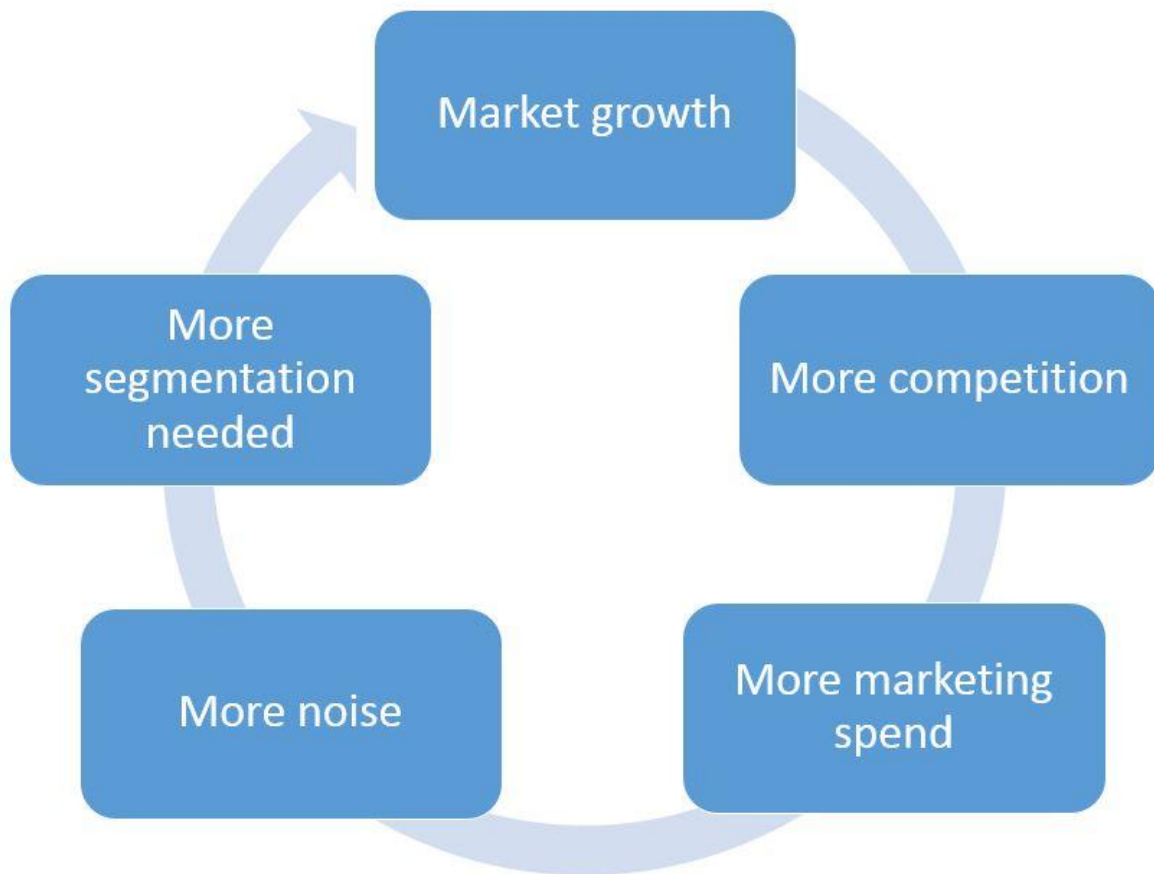 Market growth
More competition
More marketing
spend
More noise
More
segmentation
needed